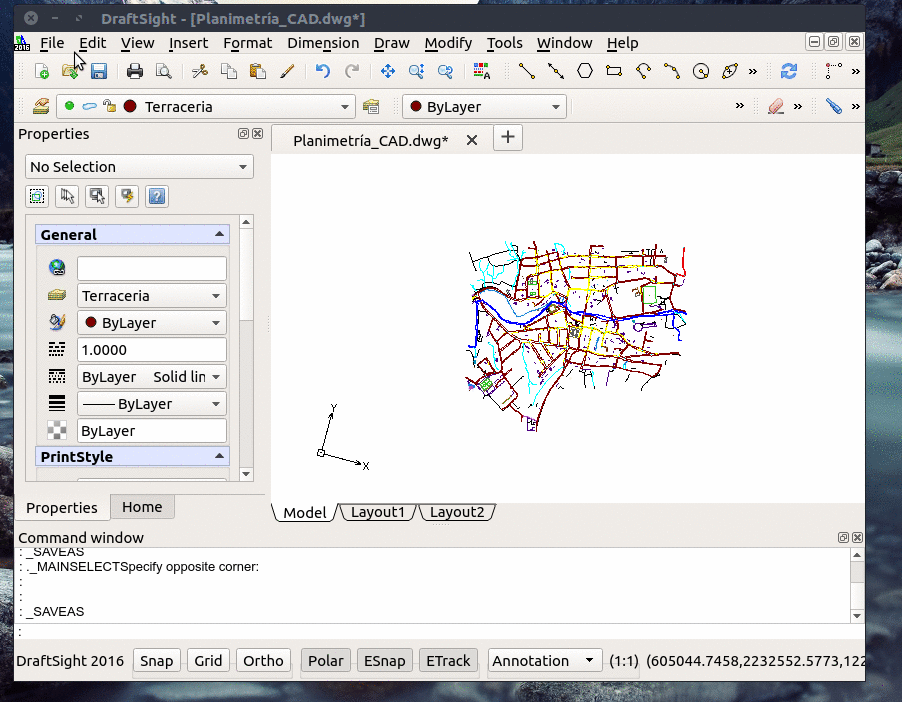 DraftSight - [Planimetría_CAD.dwg*]
2016 File Edit View Insert Format Dimension Draw Modify Tools Window Help
A
»
»
Terraceria
ByLayer
»
»
»
Properties
Planimetría_CAD.dwg*
No Selection
?
General
Terraceria
ByLayer
1.0000
ByLayer Solid lin
ByLayer
ByLayer
PrintStyle
Y
X
Properties Home
Model Layout1 Layout2
Command window
: _SAVEAS
: ._MAINSELECTSpecify opposite corner:
:
:
: _SAVEAS
:
DraftSight 2016 Snap Grid Ortho Polar ESnap ETrack Annotation (1:1) (605044.7458,2232552.5773,122